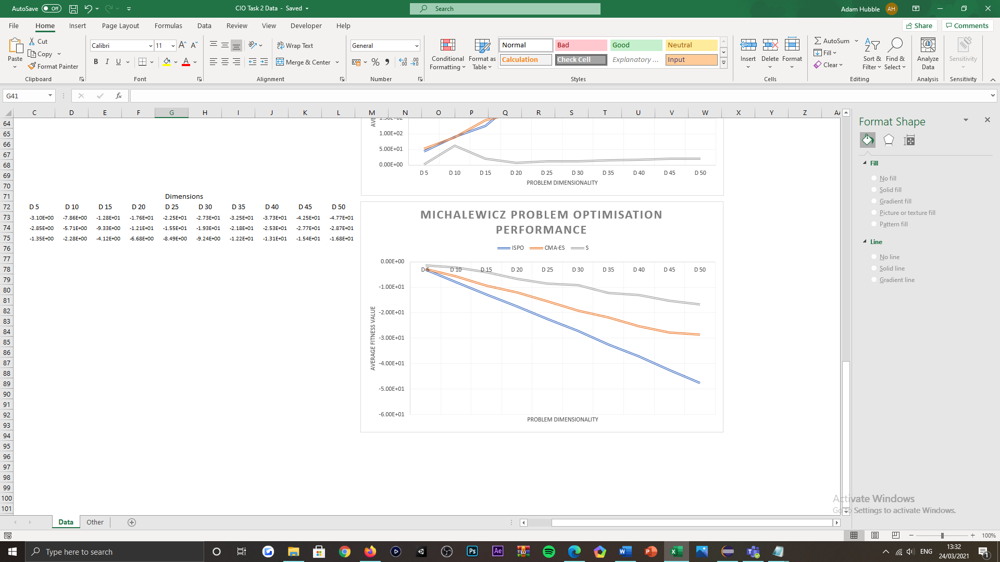 AutoSave Off CIO Task 2 Data - Saved Search Adam Hubble AH
File Home Insert Page Layout Formulas Data Review View Developer Help Share Comments
Paste Cut Copy Format Painter Clipboard
Calibri 11 B I U Font
Wrap Text Merge & Center Alignment
General % Number
Conditional Formatting Format as Table Normal Bad Good Neutral
Calculation Check Cell Explanatory ... Input Styles
Insert Delete Format Cells
AutoSum Fill Clear Sort & Filter Find & Select Editing
Analyze Data Analysis Sensitivity Sensitivity
G41 fx
C D E F G H I J K L M N O P Q R S T U V W X Y Z
64
65
66
67
68
69
70
71 Dimensions
72 D 5 D 10 D 15 D 20 D 25 D 30 D 35 D 40 D 45 D 50
73 -3.10E+00 -7.86E+00 -1.28E+01 -1.76E+01 -2.25E+01 -2.73E+01 -3.25E+01 -3.73E+01 -4.25E+01 -4.77E+01
74 -2.85E+00 -5.71E+00 -9.33E+00 -1.21E+01 -1.55E+01 -1.93E+01 -2.18E+01 -2.53E+01 -2.77E+01 -2.87E+01
75 -1.35E+00 -2.28E+00 -4.12E+00 -6.68E+00 -8.49E+00 -9.24E+00 -1.22E+01 -1.31E+01 -1.54E+01 -1.68E+01
76
77
78
79
80
81
82
83
84
85
86
87
88
89
90
91
92
93
94
95
96
97
98
99
100
101
1.00E+02
5.00E+01
0.00E+00
D 5 D 10 D 15 D 20 D 25 D 30 D 35 D 40 D 45 D 50
PROBLEM DIMENSIONALITY
MICHALEWICZ PROBLEM OPTIMISATION
PERFORMANCE
ISPO CMA-ES S
0.00E+00
D 5 D 10 D 15 D 20 D 25 D 30 D 35 D 40 D 45 D 50
-1.00E+01
-2.00E+01
-3.00E+01
-4.00E+01
-5.00E+01
-6.00E+01
AVERAGE FITNESS VALUE
PROBLEM DIMENSIONALITY
Format Shape
Fill
No fill
Solid fill
Gradient fill
Picture or texture fill
Pattern fill
Line
No line
Solid line
Gradient line
Activate Windows
Go to Settings to activate Windows.
Data Other
100%
Type here to search
Ps Ae ENG 13:32
24/03/2021 1